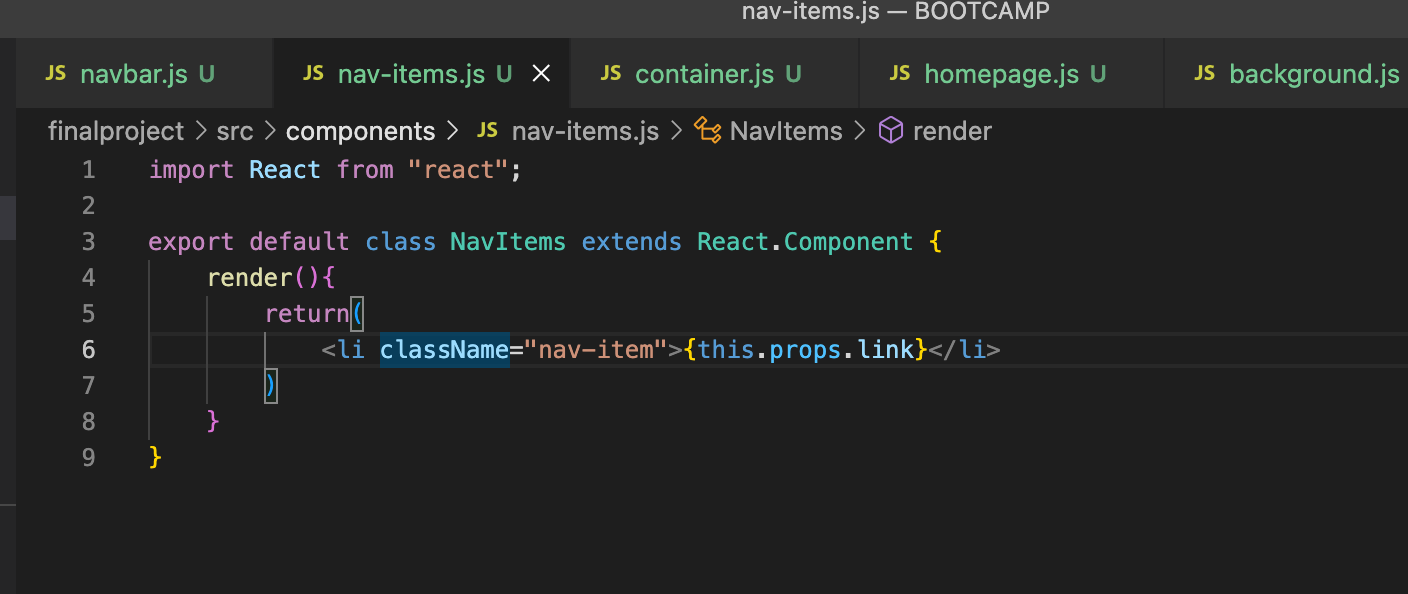 nav-items.js — BOOTCAMP
JS navbar.js U JS nav-items.js U × JS container.js U JS homepage.js U JS background.js
finalproject > src > components > JS nav-items.js > NavItems > render
1 import React from "react";
2
3 export default class NavItems extends React.Component {
4 render(){
5 return(
6 <li className="nav-item">{this.props.link}</li>
7 )
8 }
9 }